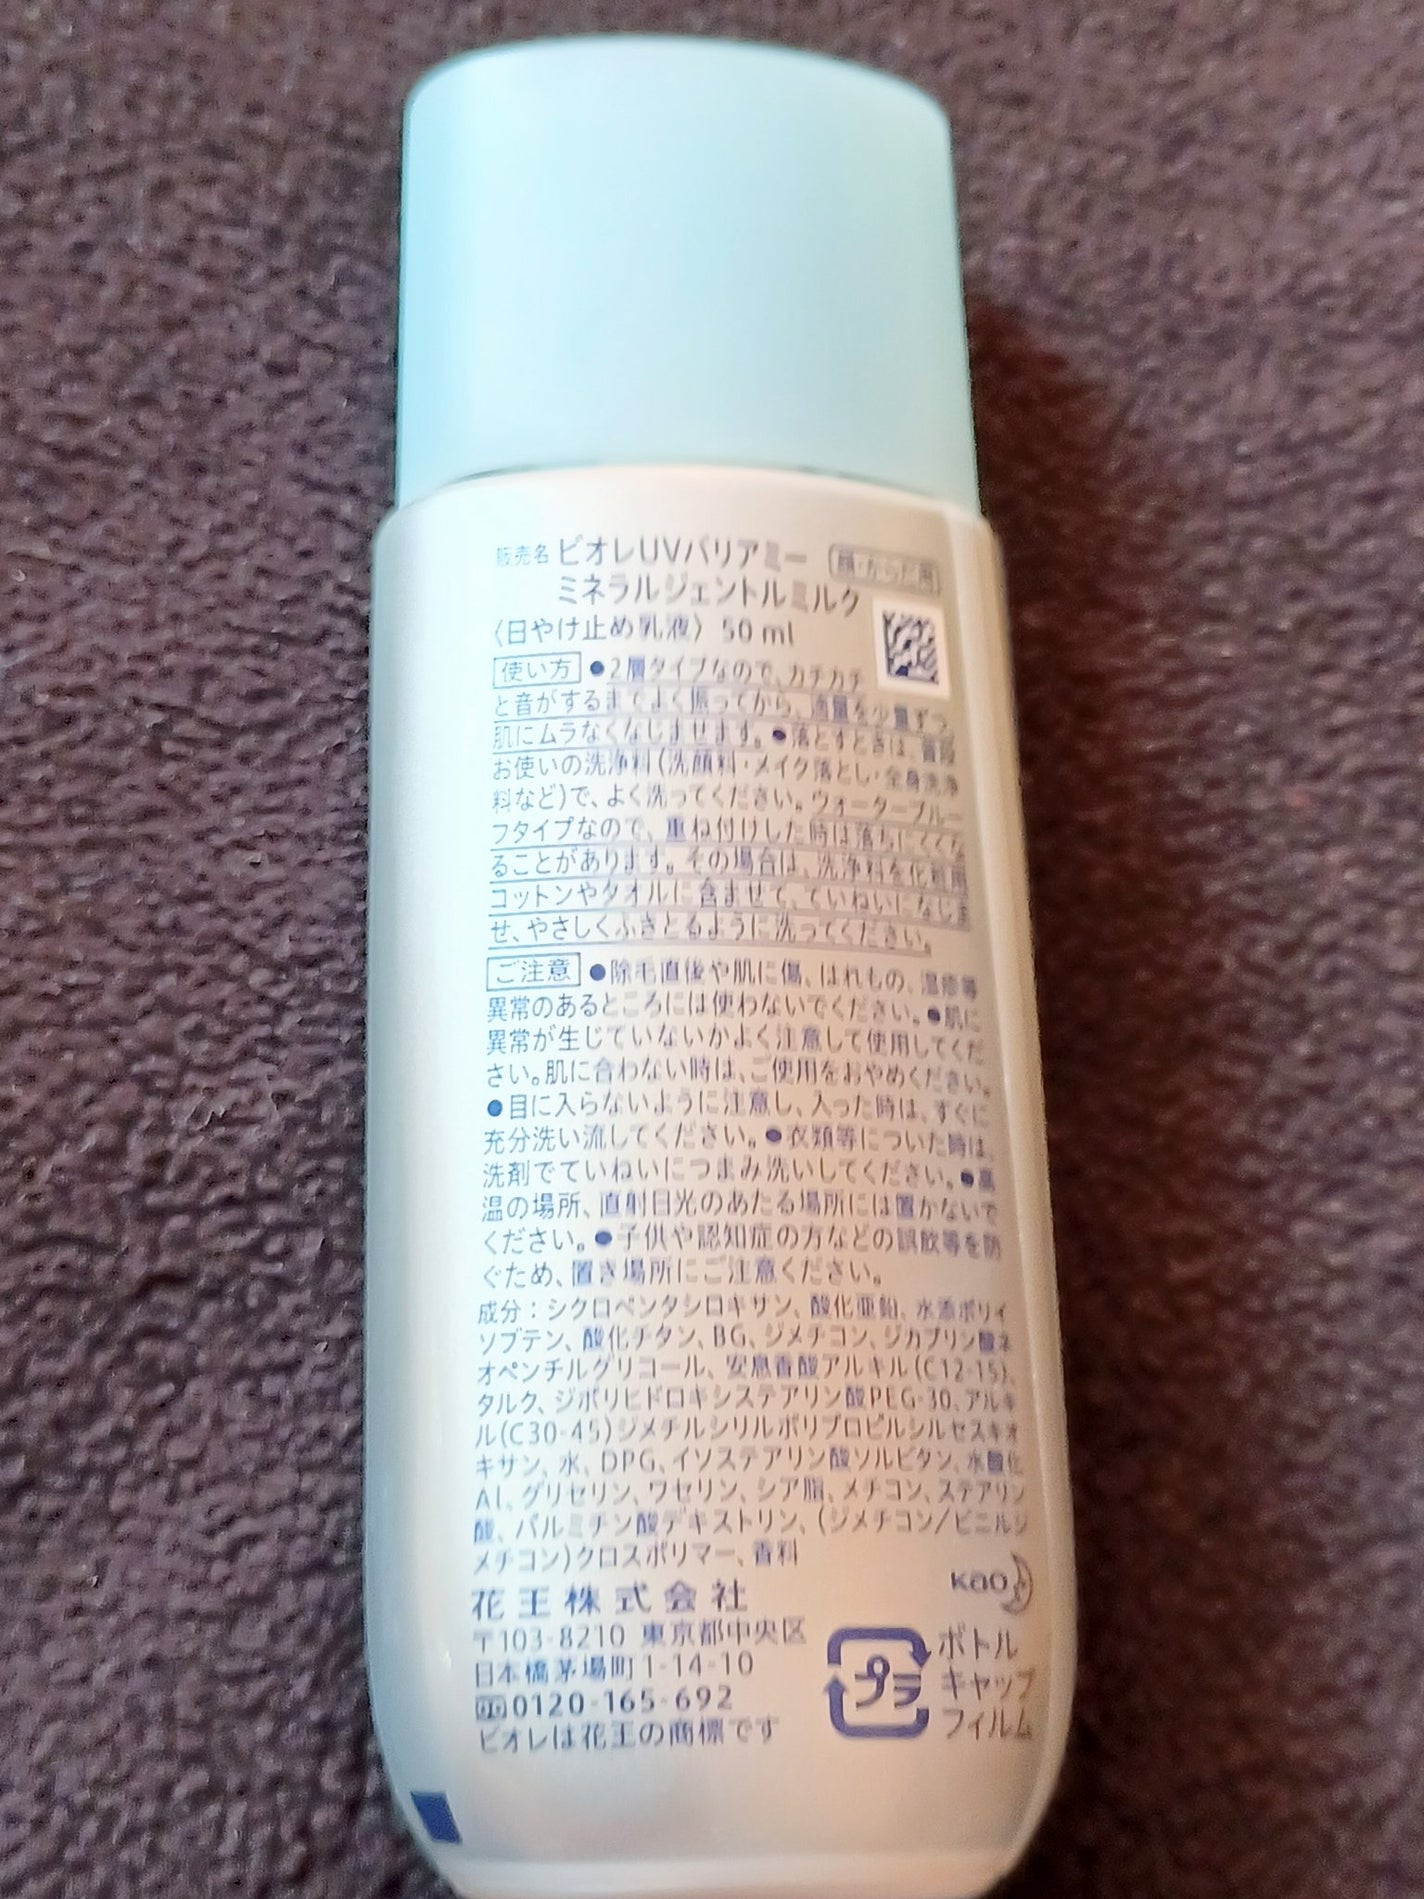 販売名 ビオレUVバリアミー 顔・からだ用
ミネラルジェントルミルク
〈日やけ止め乳液〉 50 ml
使い方 ●2層タイプなので、カチカチ
と音がするまでよく振ってから、適量を少量ずつ
肌にムラなくなじませます。●落とすときは、普段
お使いの洗浄料(洗顔料・メイク落とし・全身洗浄
料など)で、よく洗ってください。ウォータープルー
フタイプなので、重ね付けした時は落ちにくくな
ることがあります。その場合は、洗浄料を化粧用
コットンやタオルに含ませて、ていねいになじま
せ、やさしくふきとるように洗ってください。
ご注意 ●除毛直後や肌に傷、はれもの、湿疹等
異常のあるところには使わないでください。●肌に
異常が生じていないかよく注意して使用してくだ
さい。肌に合わない時は、ご使用をおやめください。
●目に入らないように注意し、入った時は、すぐに
充分洗い流してください。●衣類等についた時は、
洗剤でていねいにつまみ洗いしてください。●高
温の場所、直射日光のあたる場所には置かないで
ください。●子供や認知症の方などの誤飲等を防
ぐため、置き場所にご注意ください。
成分：シクロペンタシロキサン、酸化亜鉛、水添ポリイ
ソブテン、酸化チタン、BG、ジメチコン、ジカプリン酸ネ
オペンチルグリコール、安息香酸アルキル(C12-15)、
タルク、ジポリヒドロキシステアリン酸PEG-30、アルキ
ル(C30-45)ジメチルシリルポリプロピルシルセスキオ
キサン、水、DPG、イソステアリン酸ソルビタン、水酸化
Al、グリセリン、ワセリン、シア脂、メチコン、ステアリン
酸、パルミチン酸デキストリン、(ジメチコン/ビニルジ
メチコン)クロスポリマー、香料
花王株式会社
〒103-8210 東京都中央区
日本橋茅場町1-14-10
0120-165-692
ビオレは花王の商標です
Kao
プラ
ボトル
キャップ
フィルム